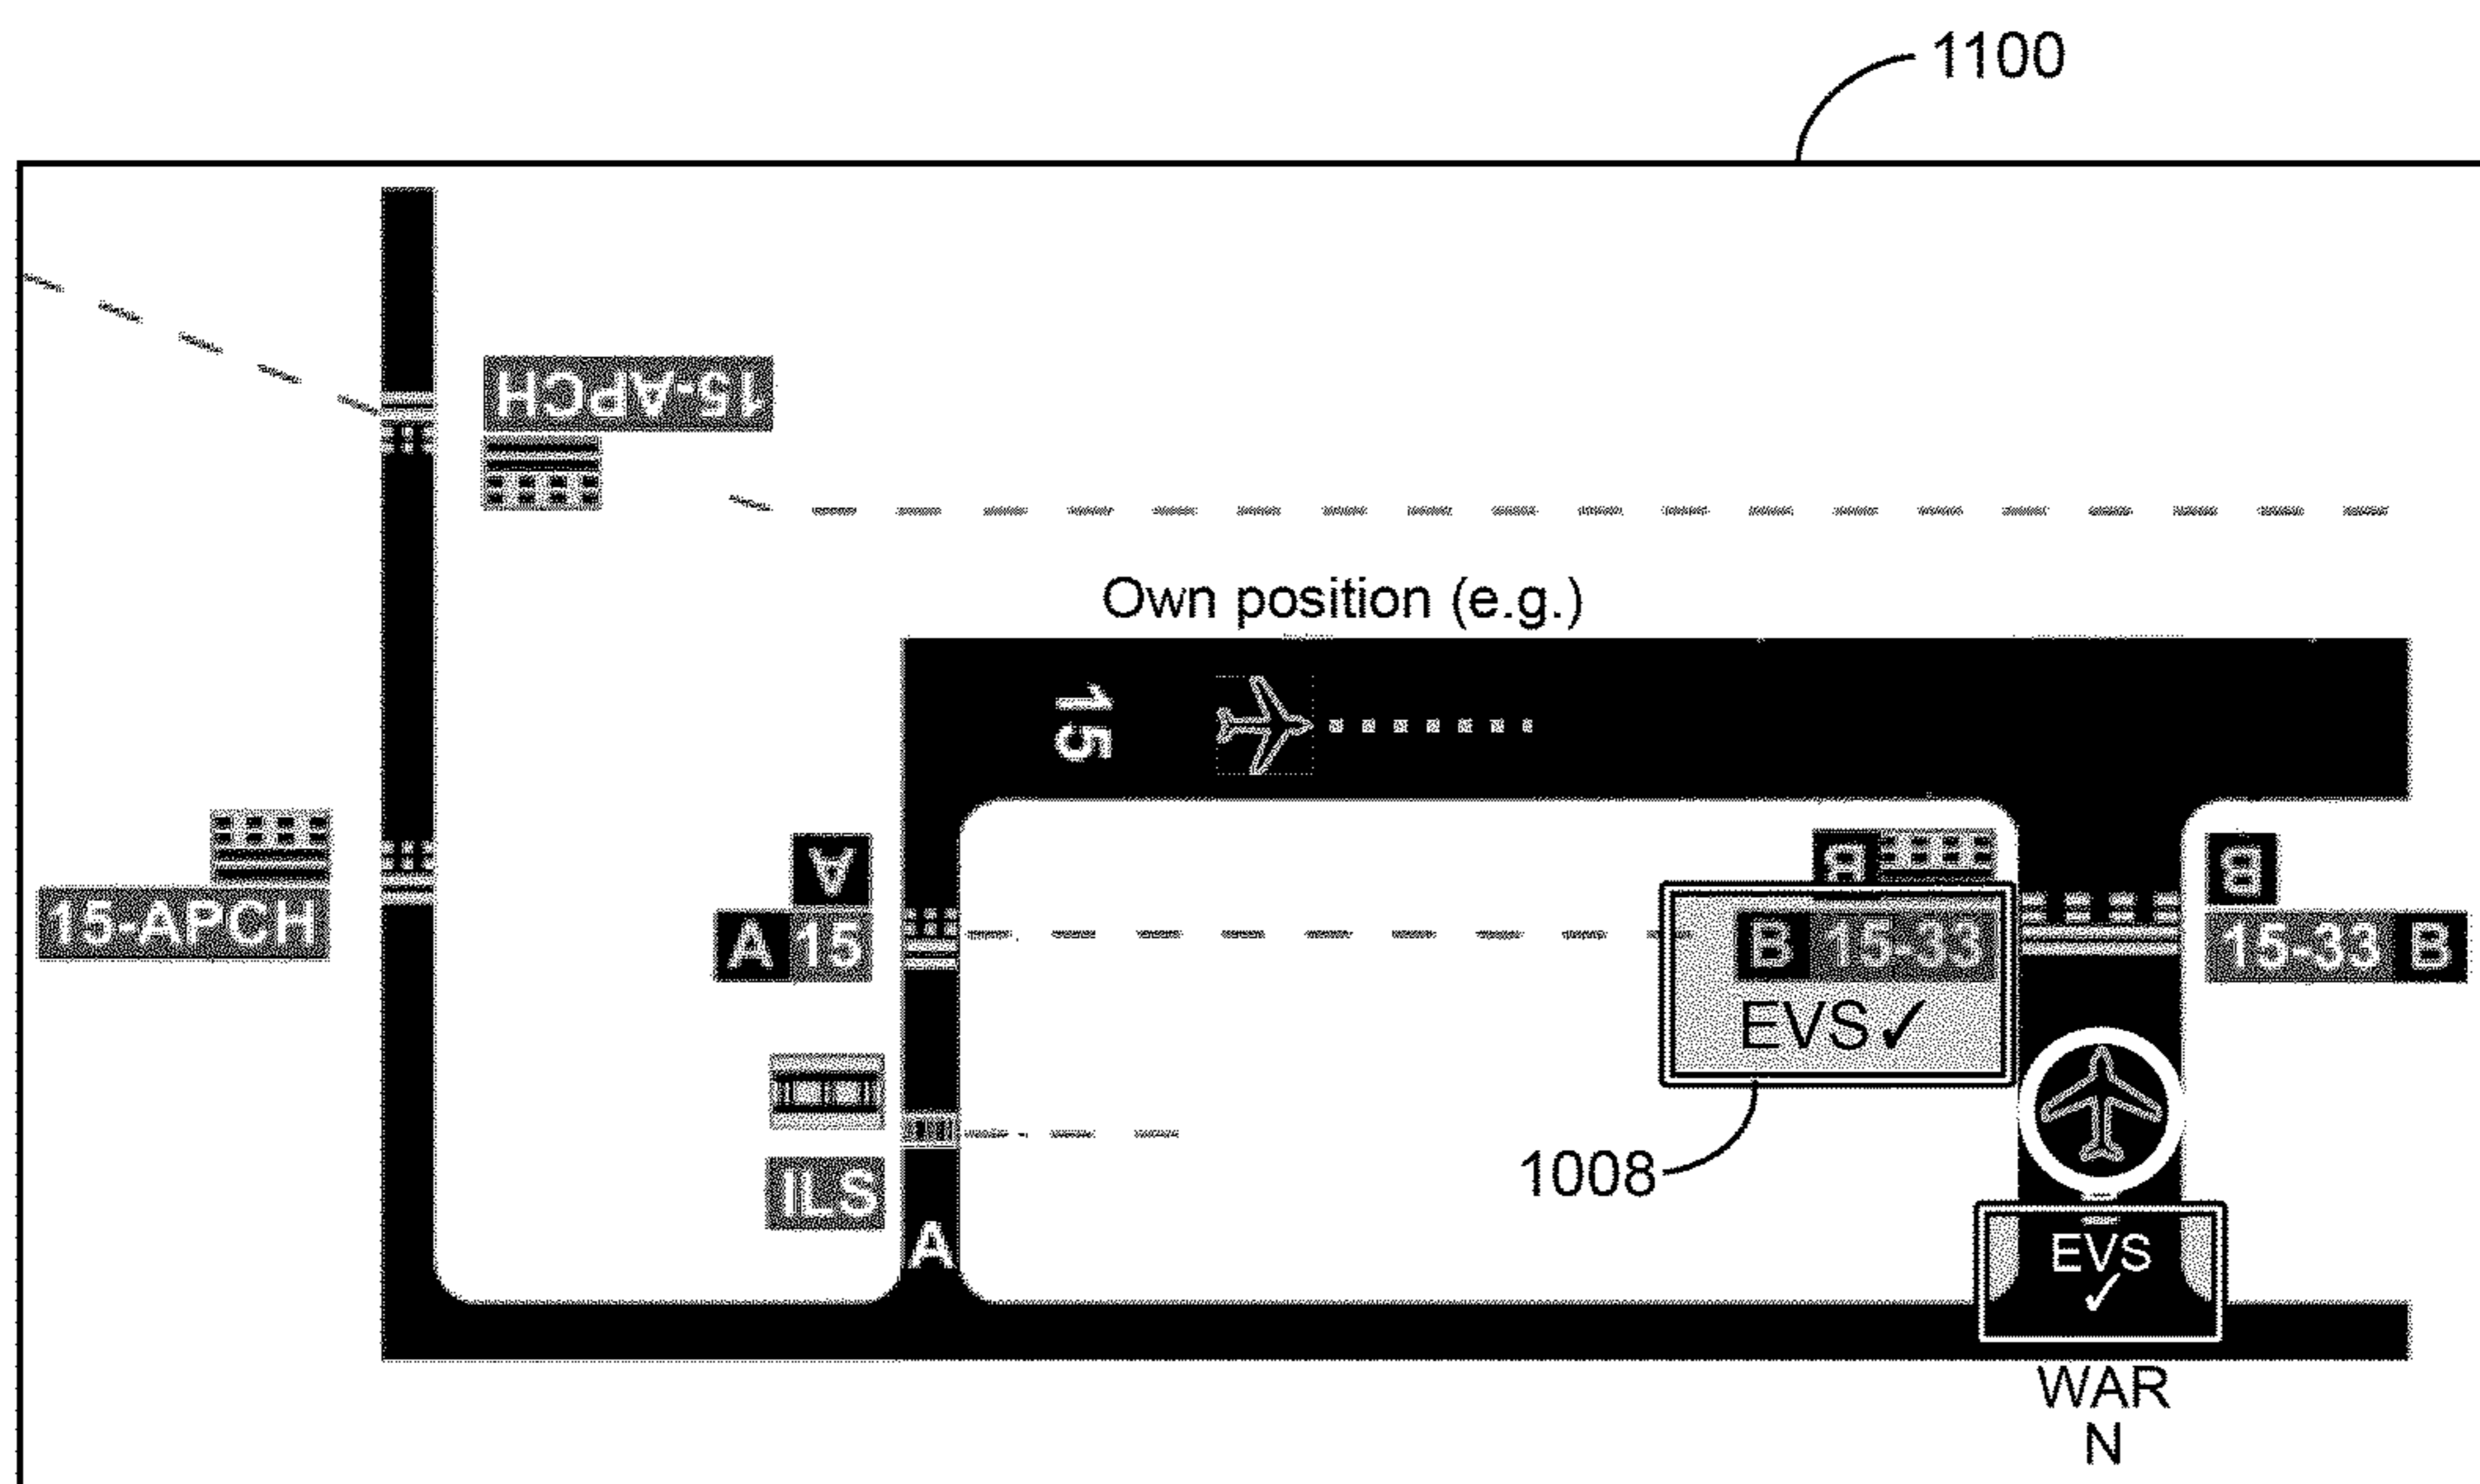 1100
15-APCH
Own position (e.g.)
15
A
B
B
15-APCH
A 15
B 15-33
15-33 B
EVS✓
1008
ILS
A
EVS
✓
WAR
N